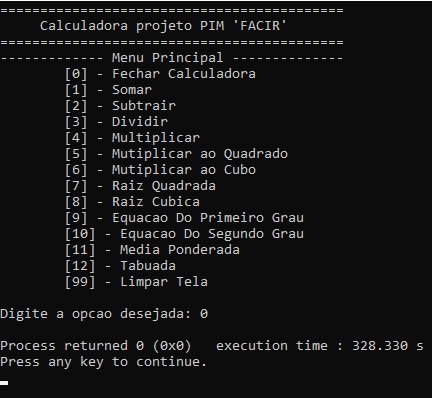 ===========================================
Calculadora projeto PIM 'FACIR'
===========================================
------------- Menu Principal --------------
[0] - Fechar Calculadora
[1] - Somar
[2] - Subtrair
[3] - Dividir
[4] - Multiplicar
[5] - Mutiplicar ao Quadrado
[6] - Mutiplicar ao Cubo
[7] - Raiz Quadrada
[8] - Raiz Cubica
[9] - Equacao Do Primeiro Grau
[10] - Equacao Do Segundo Grau
[11] - Media Ponderada
[12] - Tabuada
[99] - Limpar Tela
Digite a opcao desejada: 0
Process returned 0 (0x0)   execution time : 328.330 s
Press any key to continue.